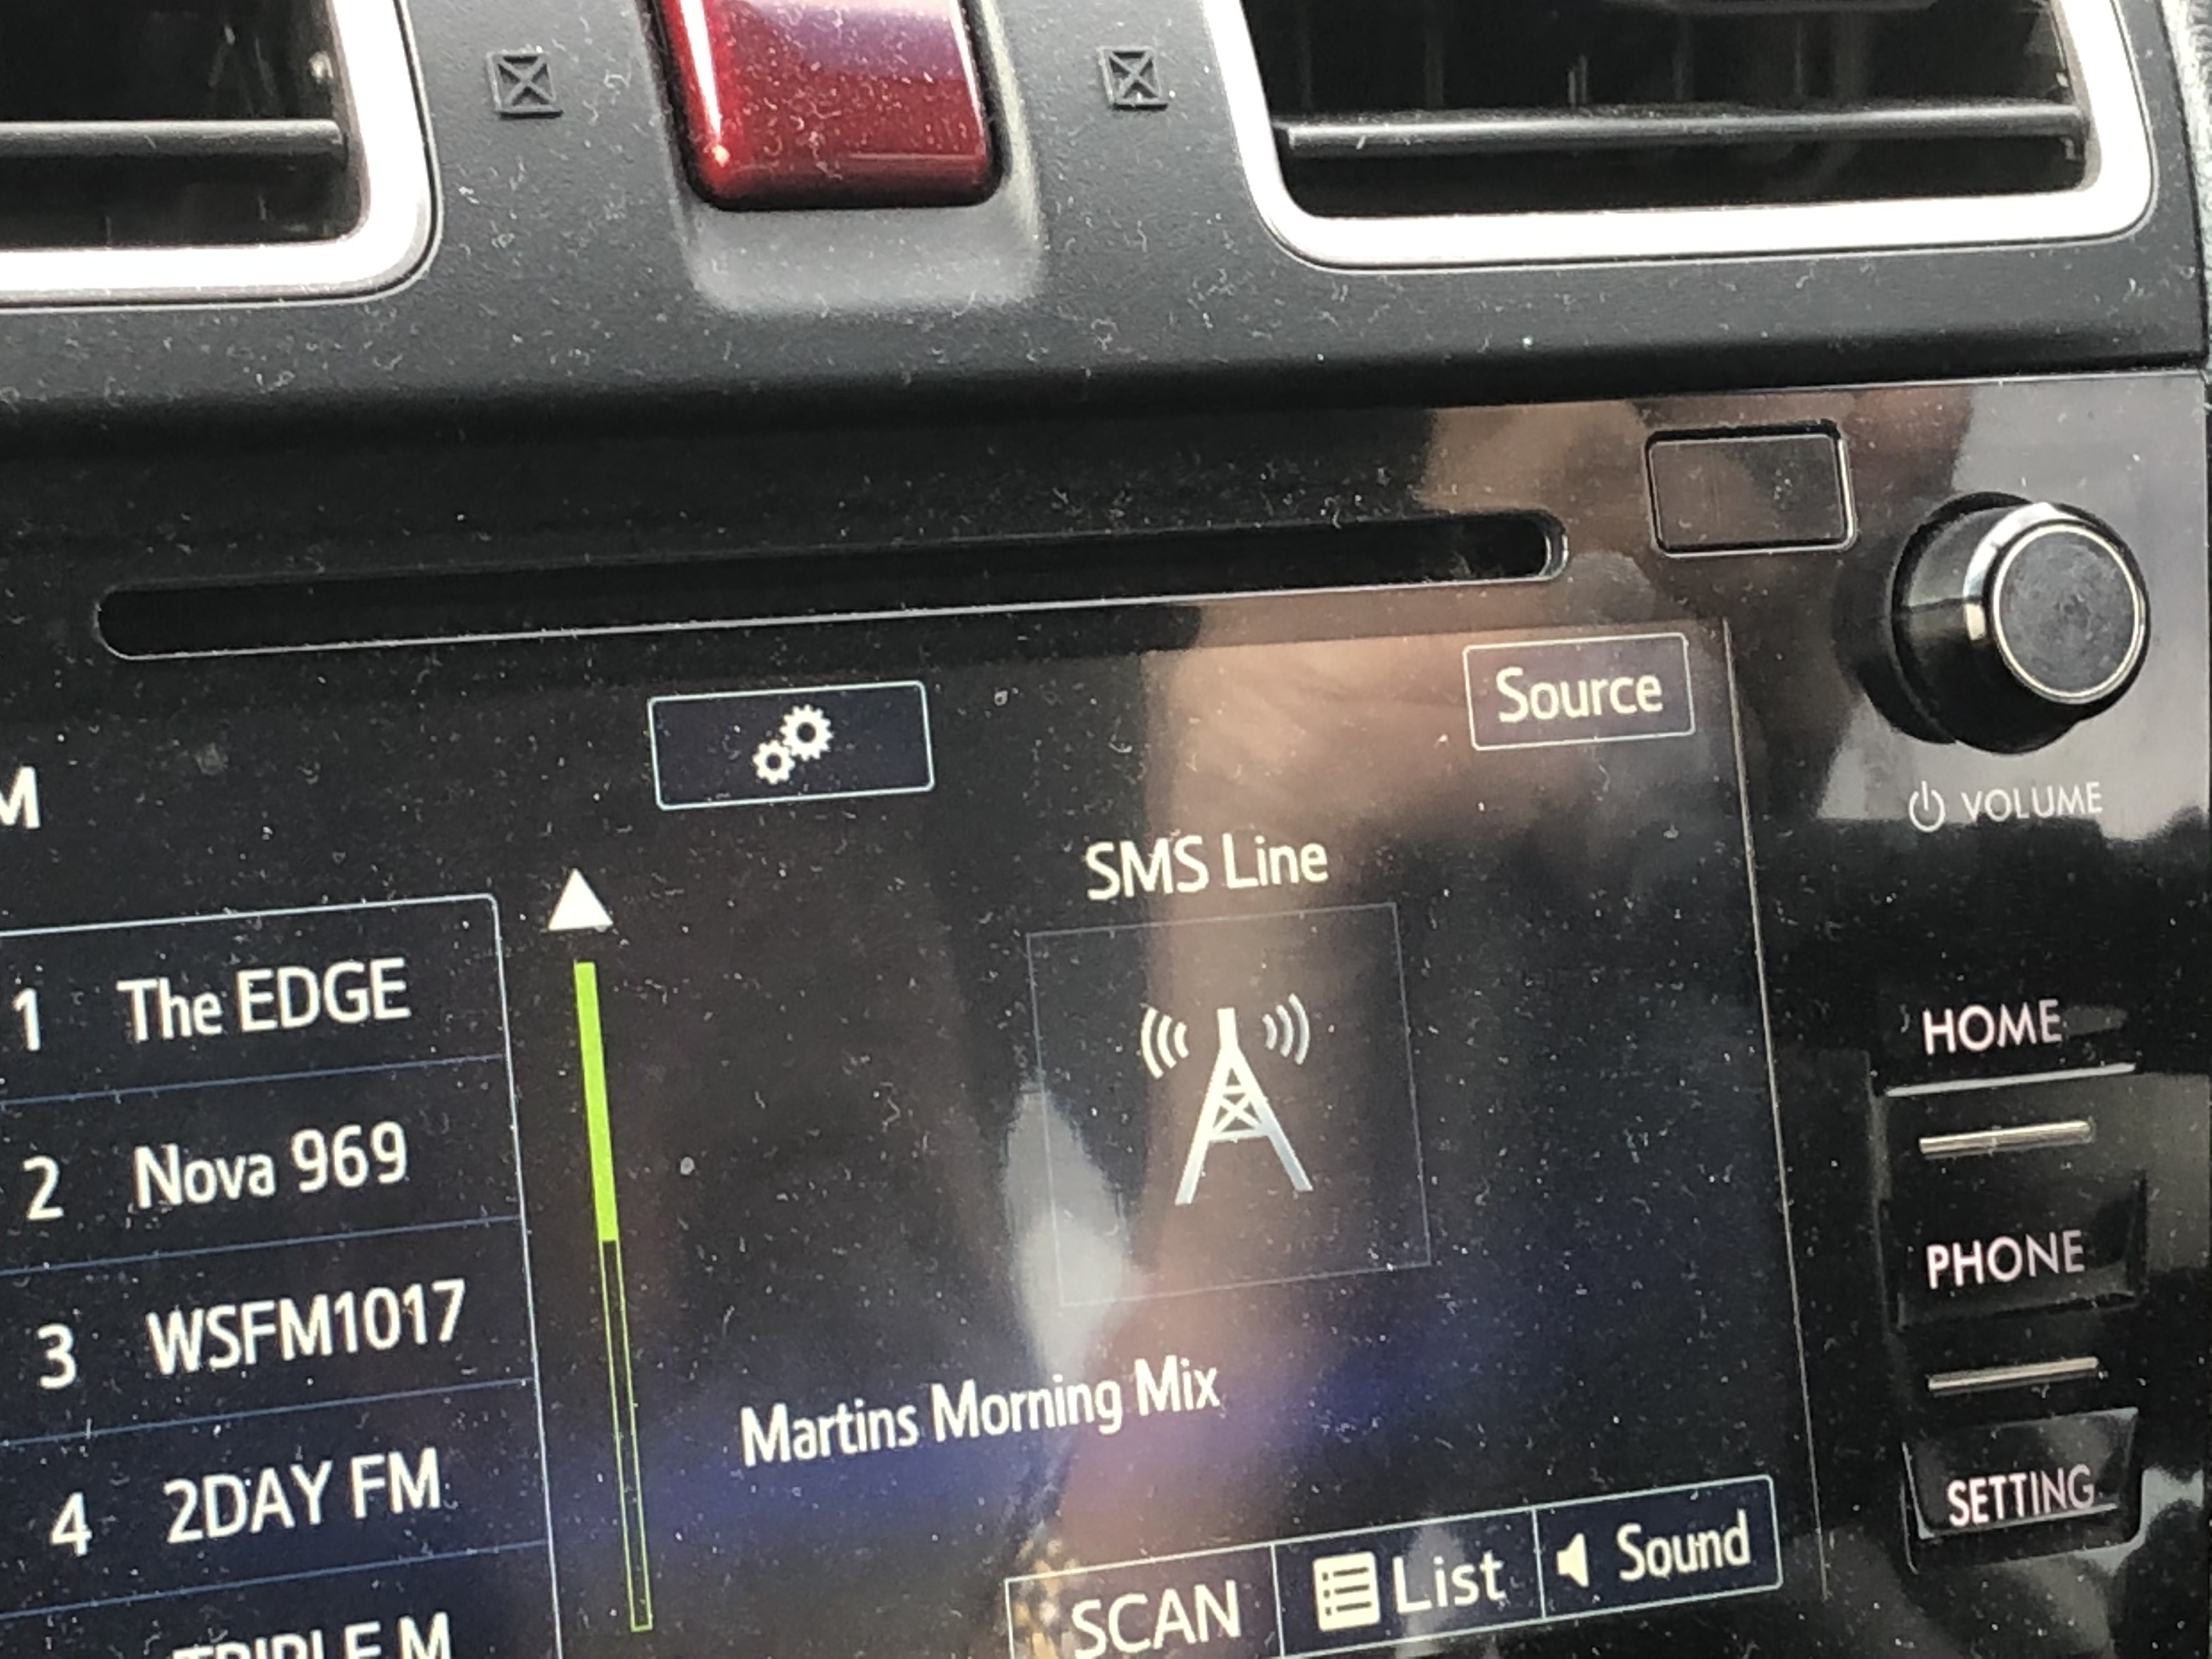 Source
VOLUME
M
SMS Line
1 The EDGE
HOME
2 Nova 969
PHONE
3 WSFM1017
Martins Morning Mix
SETTING
4 2DAY FM
SCAN List Sound
TRIPLE M